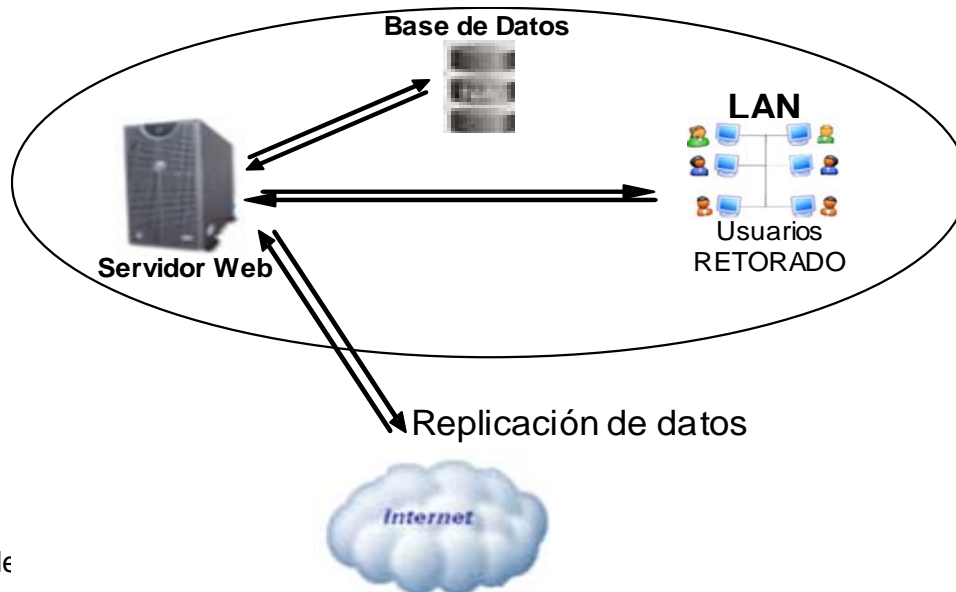 Base de Datos
LAN
Servidor Web
Usuarios
RETORADO
Replicación de datos
Internet